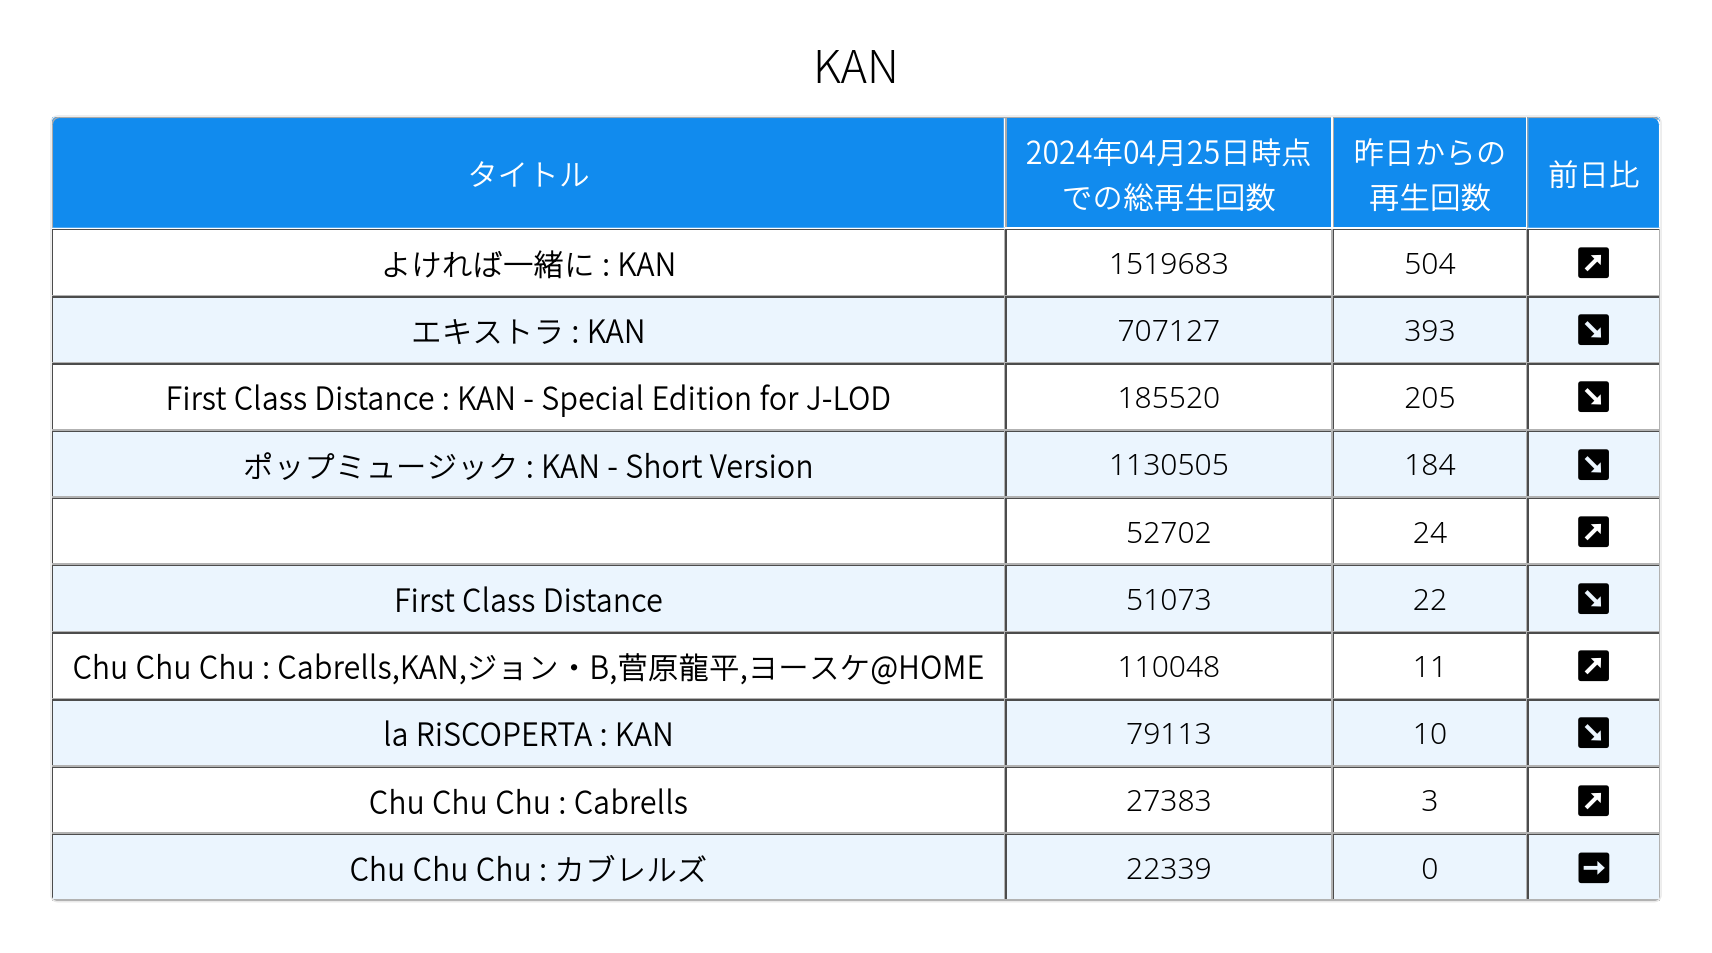 KAN
タイトル 2024年04月25日時点での総再生回数 昨日からの再生回数 前日比
よければ一緒に : KAN 1519683 504
エキストラ : KAN 707127 393
First Class Distance : KAN - Special Edition for J-LOD 185520 205
ポップミュージック : KAN - Short Version 1130505 184
52702 24
First Class Distance 51073 22
Chu Chu Chu : Cabrells,KAN,ジョン・B,菅原龍平,ヨースケ@HOME 110048 11
la RiSCOPERTA : KAN 79113 10
Chu Chu Chu : Cabrells 27383 3
Chu Chu Chu : カブレルズ 22339 0